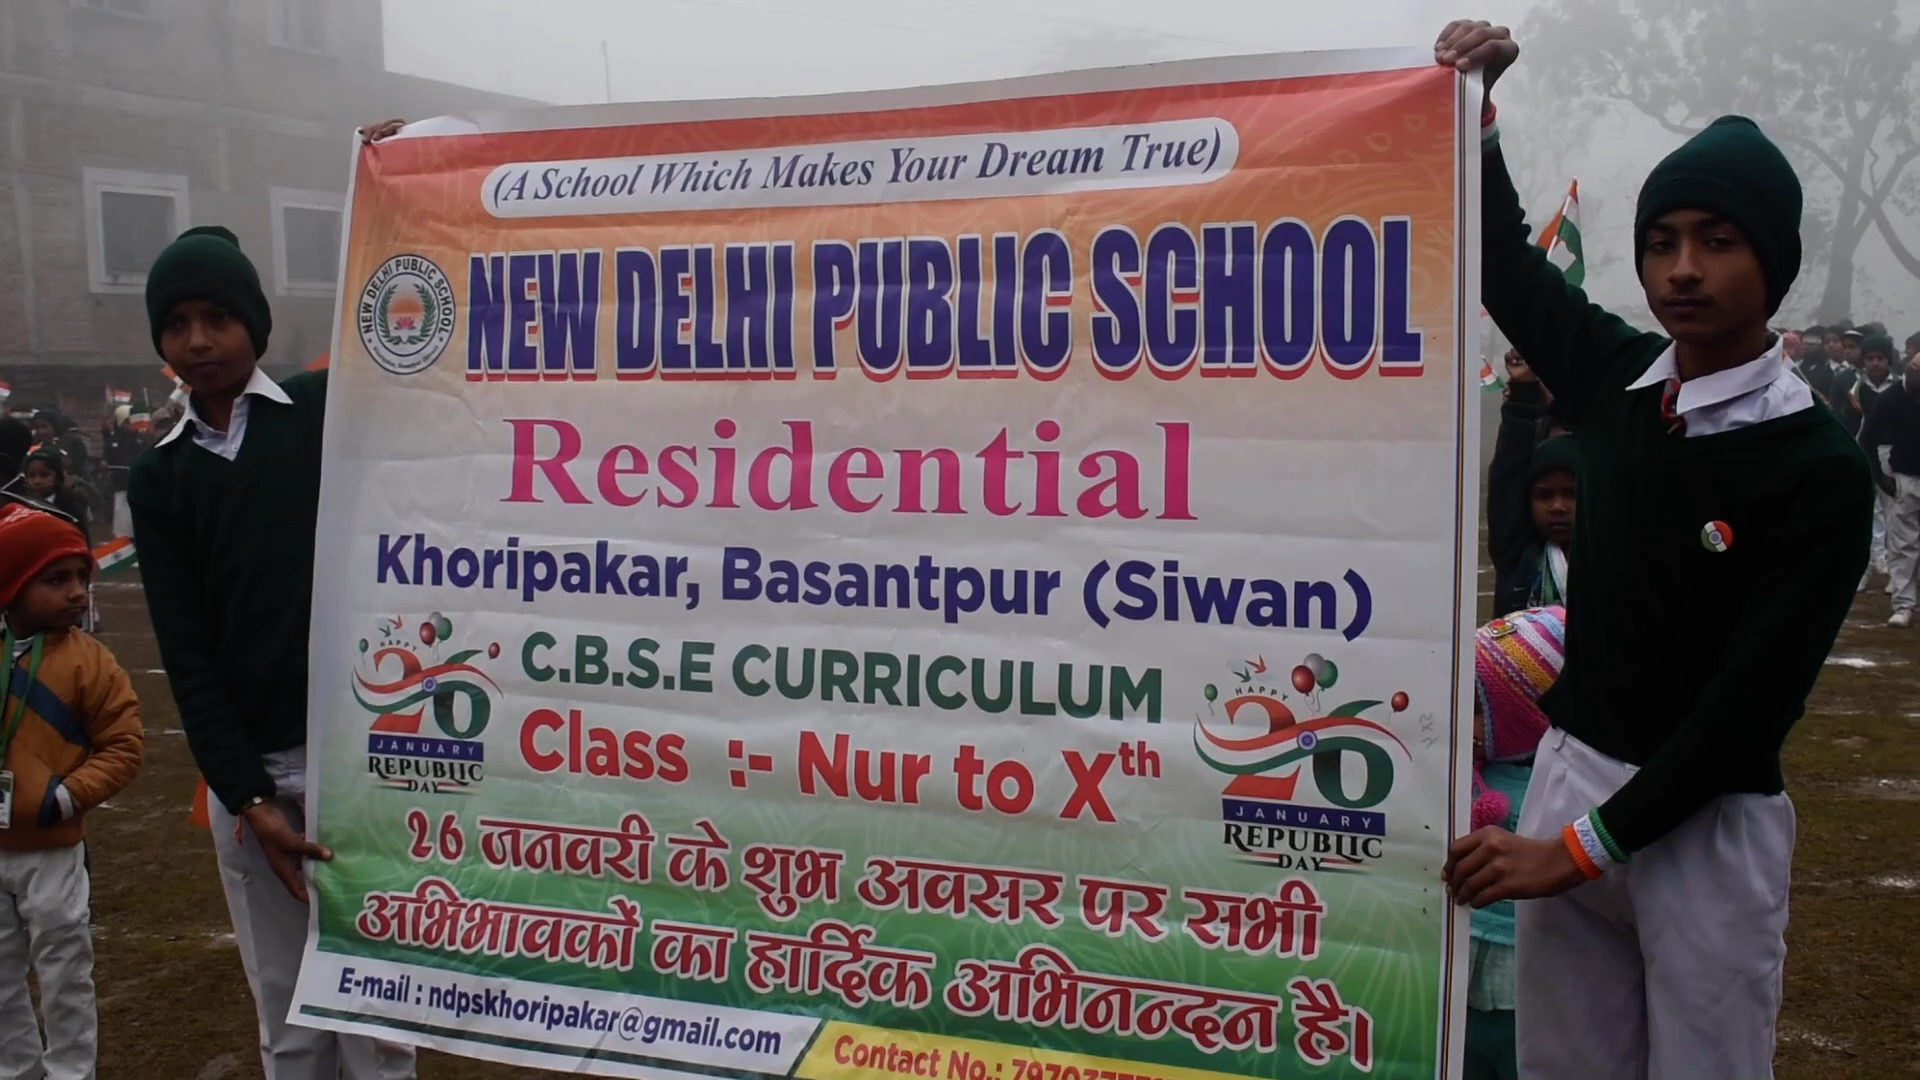 (A School Which Makes Your Dream True)
NEW DELHI PUBLIC SCHOOL
NEW DELHI PUBLIC SCHOOL
Residential
Khoripakar, Basantpur (Siwan)
C.B.S.E CURRICULUM
Class :- Nur to Xth
HAPPY
26
JANUARY
REPUBLIC
DAY
HAPPY
26
JANUARY
REPUBLIC
DAY
26 जनवरी के शुभ अवसर पर सभी
अभिभावकों का हार्दिक अभिनन्दन है।
E-mail : ndpskhoripakar@gmail.com
Contact No.: